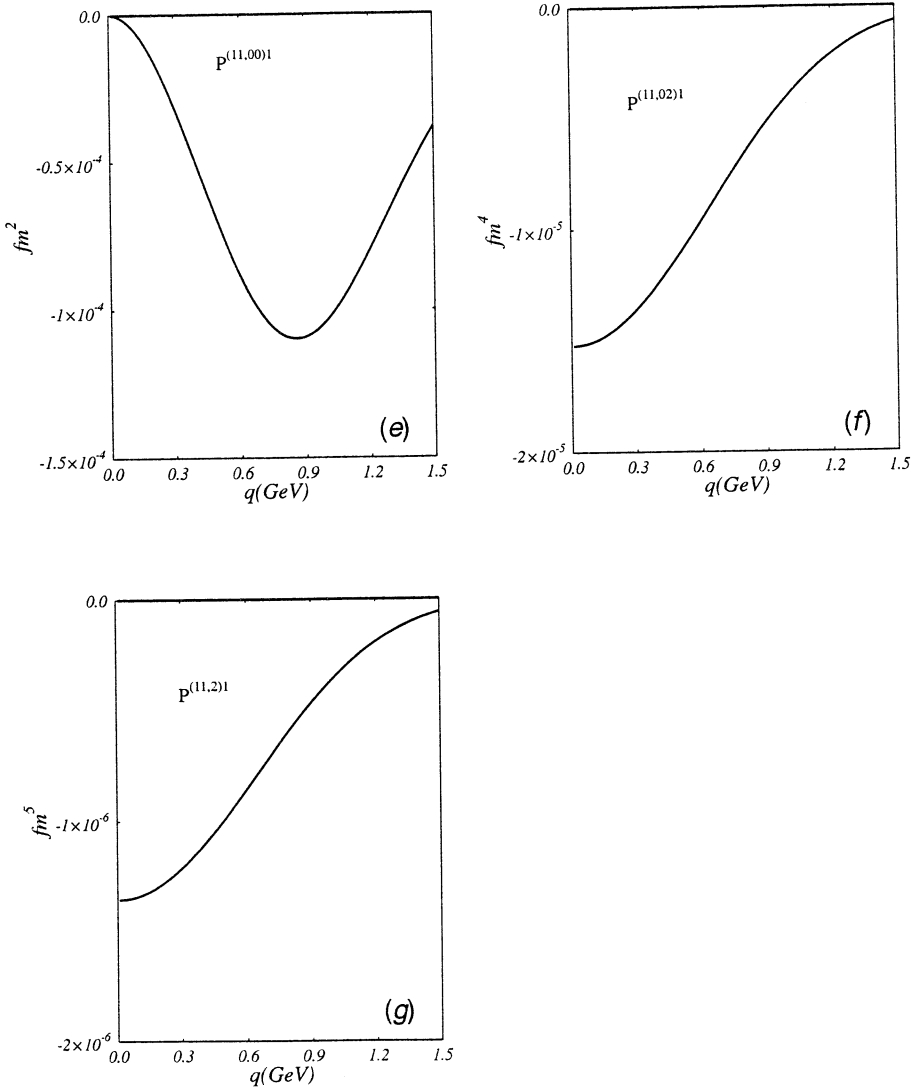 0.0
P^(11,00)1
-0.5×10^-4
fm^2
-1×10^-4
(e)
-1.5×10^-4
0.0 0.3 0.6 0.9 1.2 1.5
q(GeV)
0.0
P^(11,02)1
fm^4
-1×10^-5
(f)
-2×10^-5
0.0 0.3 0.6 0.9 1.2 1.5
q(GeV)
0.0
P^(11,2)1
fm^5
-1×10^-6
(g)
-2×10^-6
0.0 0.3 0.6 0.9 1.2 1.5
q(GeV)